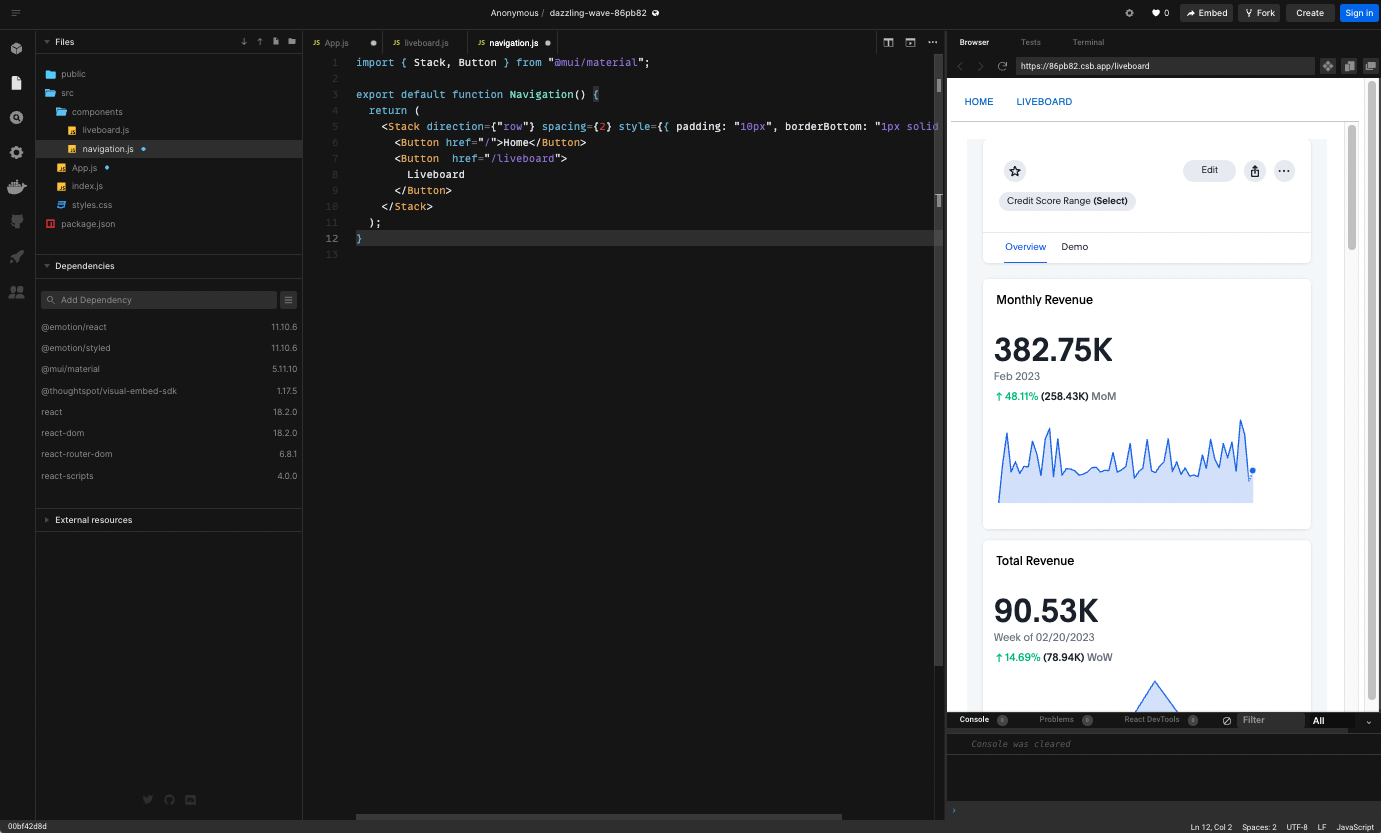 Anonymous / dazzling-wave-86pb82
0
Embed
Fork
Create
Sign in
Files
public
src
components
liveboard.js
navigation.js
App.js
index.js
styles.css
package.json
Dependencies
Add Dependency
@emotion/react 11.10.6
@emotion/styled 11.10.6
@mui/material 5.11.10
@thoughtspot/visual-embed-sdk 1.17.5
react 18.2.0
react-dom 18.2.0
react-router-dom 6.8.1
react-scripts 4.0.0
External resources
JS App.js JS liveboard.js JS navigation.js
1 import { Stack, Button } from "@mui/material";
2
3 export default function Navigation() {
4 return (
5 <Stack direction={"row"} spacing={2} style={{ padding: "10px", borderBottom: "1px solid
6 <Button href="/">Home</Button>
7 <Button  href="/liveboard">
8 Liveboard
9 </Button>
10 </Stack>
11 );
12 }
13
Browser Tests Terminal
https://86pb82.csb.app/liveboard
HOME LIVEBOARD
Edit
Credit Score Range (Select)
Overview Demo
Monthly Revenue
382.75K
Feb 2023
↑ 48.11% (258.43K) MoM
Total Revenue
90.53K
Week of 02/20/2023
↑ 14.69% (78.94K) WoW
Console 0 Problems 0 React DevTools 0 Filter All
Console was cleared
›
00bf42d8d
Ln 12, Col 2 Spaces: 2 UTF-8 LF JavaScript